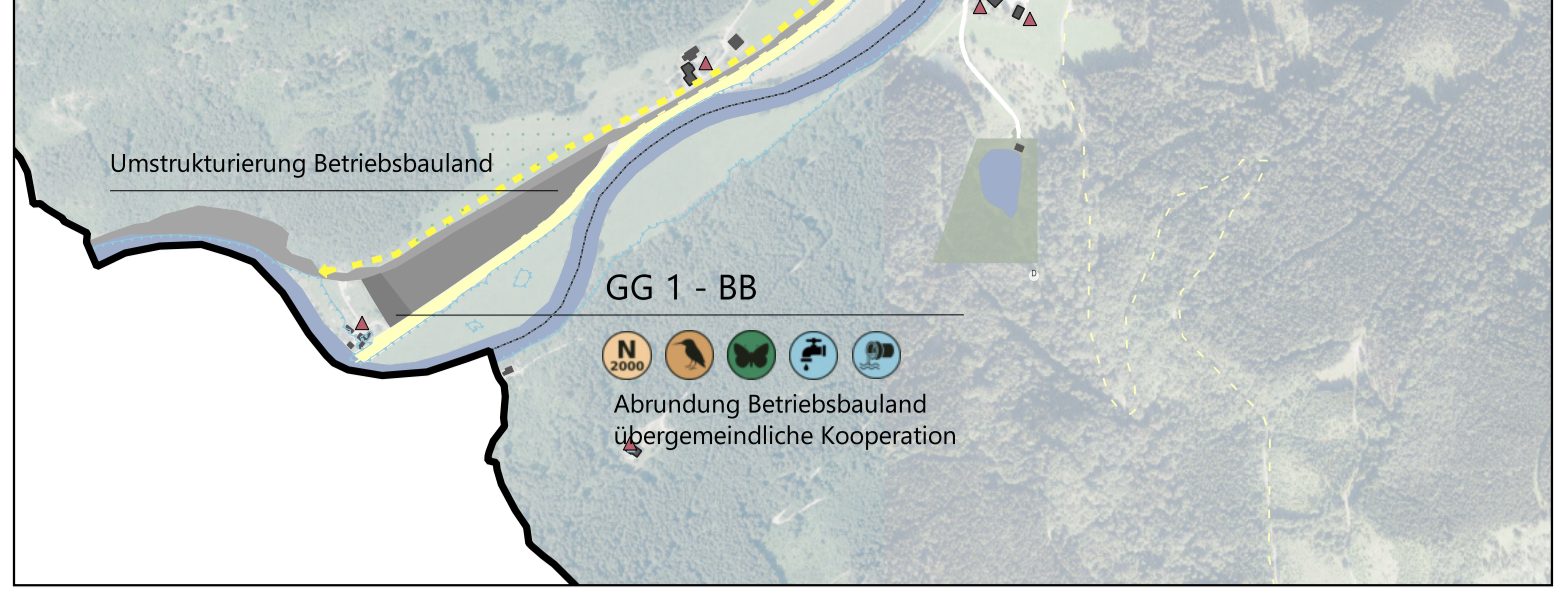 Umstrukturierung Betriebsbauland
D
GG 1 - BB
N
2000
Abrundung Betriebsbauland
übergemeindliche Kooperation